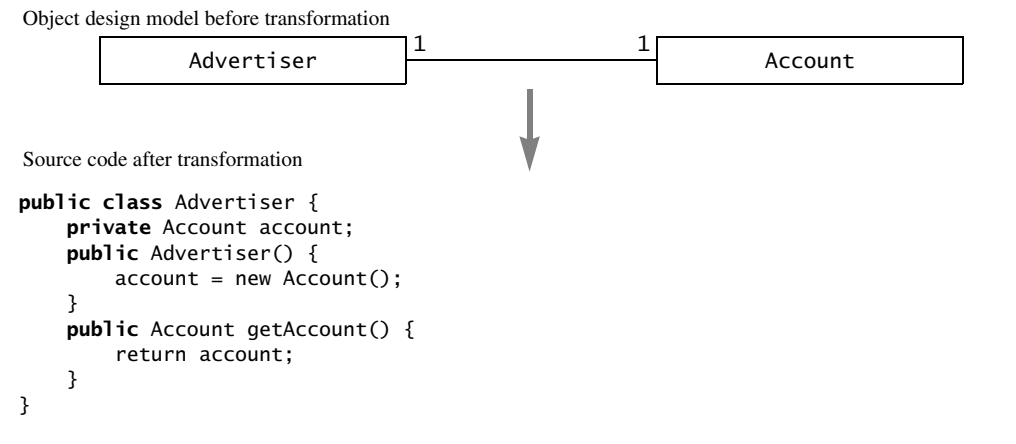 Object design model before transformation
Advertiser 1 1 Account
Source code after transformation
public class Advertiser {
    private Account account;
    public Advertiser() {
        account = new Account();
    }
    public Account getAccount() {
        return account;
    }
}